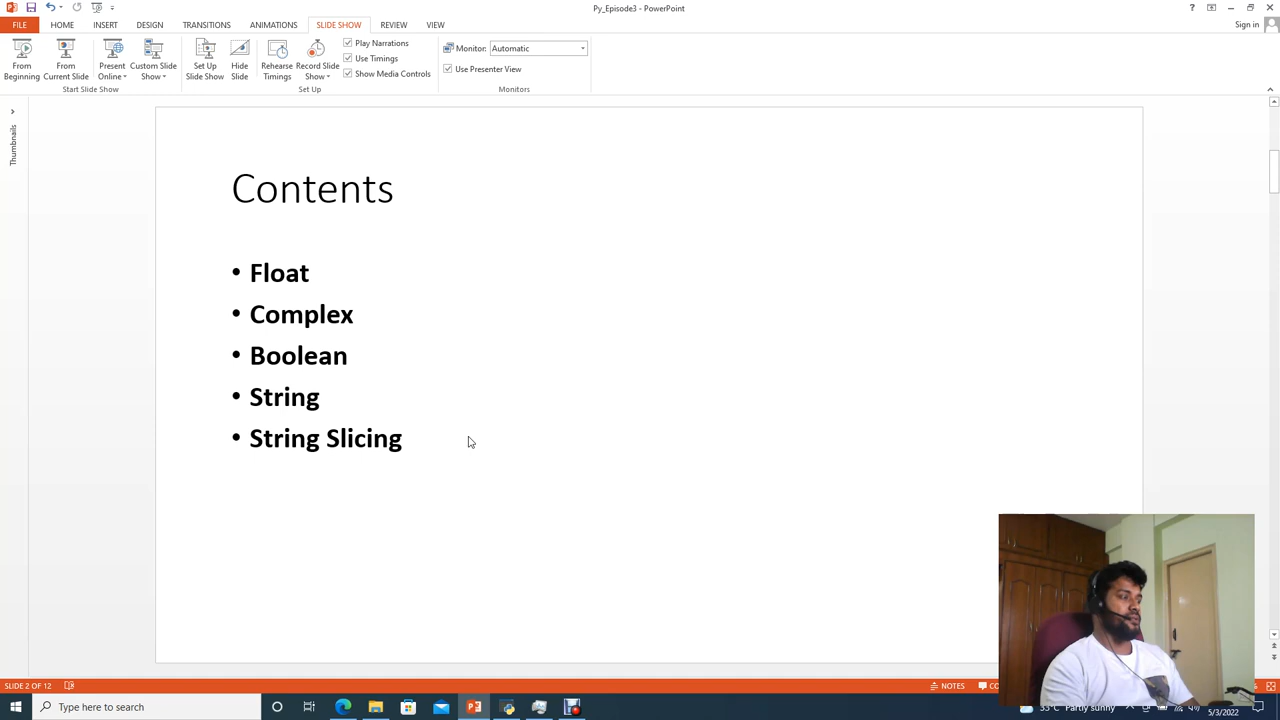 Py_Episode3 - PowerPoint
Sign in
FILE HOME INSERT DESIGN TRANSITIONS ANIMATIONS SLIDE SHOW REVIEW VIEW
From Beginning
From Current Slide
Present Online
Custom Slide Show
Start Slide Show
Set Up Slide Show
Hide Slide
Rehearse Timings
Record Slide Show
Play Narrations
Use Timings
Show Media Controls
Set Up
Monitor: Automatic
Use Presenter View
Monitors
Thumbnails
Contents
• Float
• Complex
• Boolean
• String
• String Slicing
SLIDE 2 OF 12
NOTES
Type here to search
Partly sunny
5/3/2022